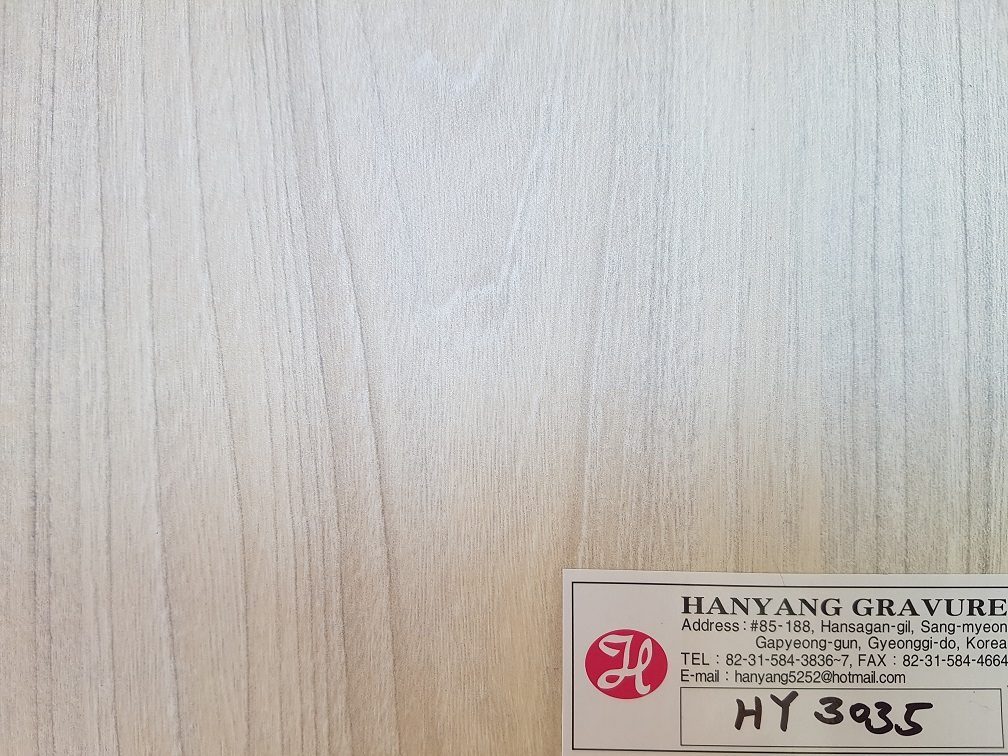 HANYANG GRAVURE
Address : #85-188, Hansagan-gil, Sang-myeon
Gapyeong-gun, Gyeonggi-do, Korea
TEL : 82-31-584-3836~7, FAX : 82-31-584-4664
E-mail : hanyang5252@hotmail.com
H
HY 3035